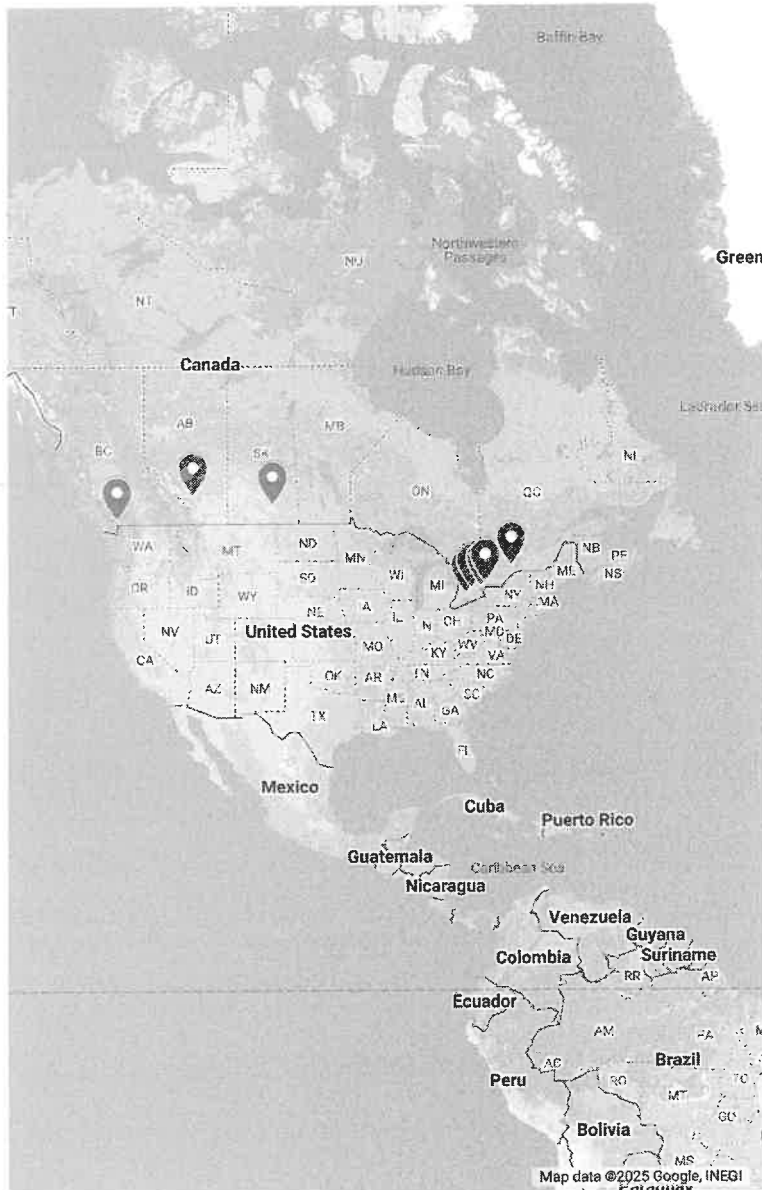 Baffin Bay
Northwestern
Passages
NU
Green
NT
T
Canada
Hudson Bay
Labrador Sea
AB
MB
BC
SK
NL
ON
QC
WA
MT
ND
MN
NB
PE
ME
NS
OR
ID
SD
WI
MI
NY
NH
MA
WY
NE
IA
IL
IN
OH
PA
MD
DE
NV
UT
United States
MO
KY
WV
VA
CA
OK
AR
TN
NC
AZ
NM
MS
AL
SC
TX
LA
GA
FL
Mexico
Cuba
Puerto Rico
Guatemala
Caribbean Sea
Nicaragua
Venezuela
Guyana
Colombia
Suriname
RR
AP
Ecuador
AM
PA
M
AC
Brazil
Peru
RO
TO
MT
GO
Bolivia
MS
Map data ©2025 Google, INEGI
Paraguay